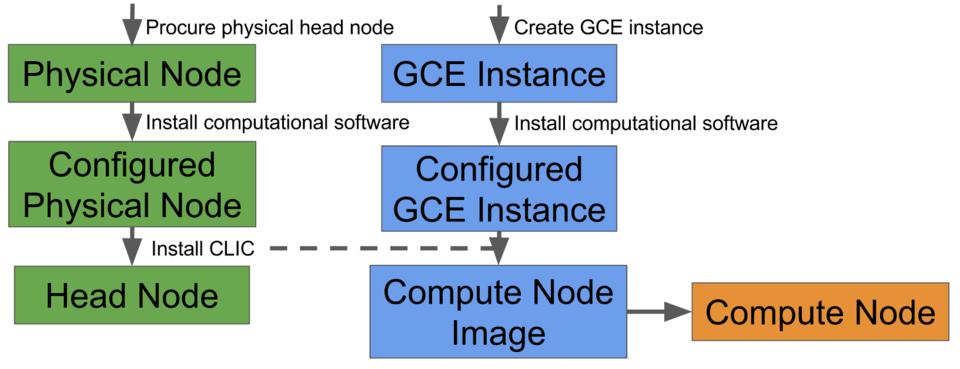 Procure physical head node
Create GCE instance
Physical Node
GCE Instance
Install computational software
Install computational software
Configured
Physical Node
Configured
GCE Instance
Install CLIC
Head Node
Compute Node
Image
Compute Node